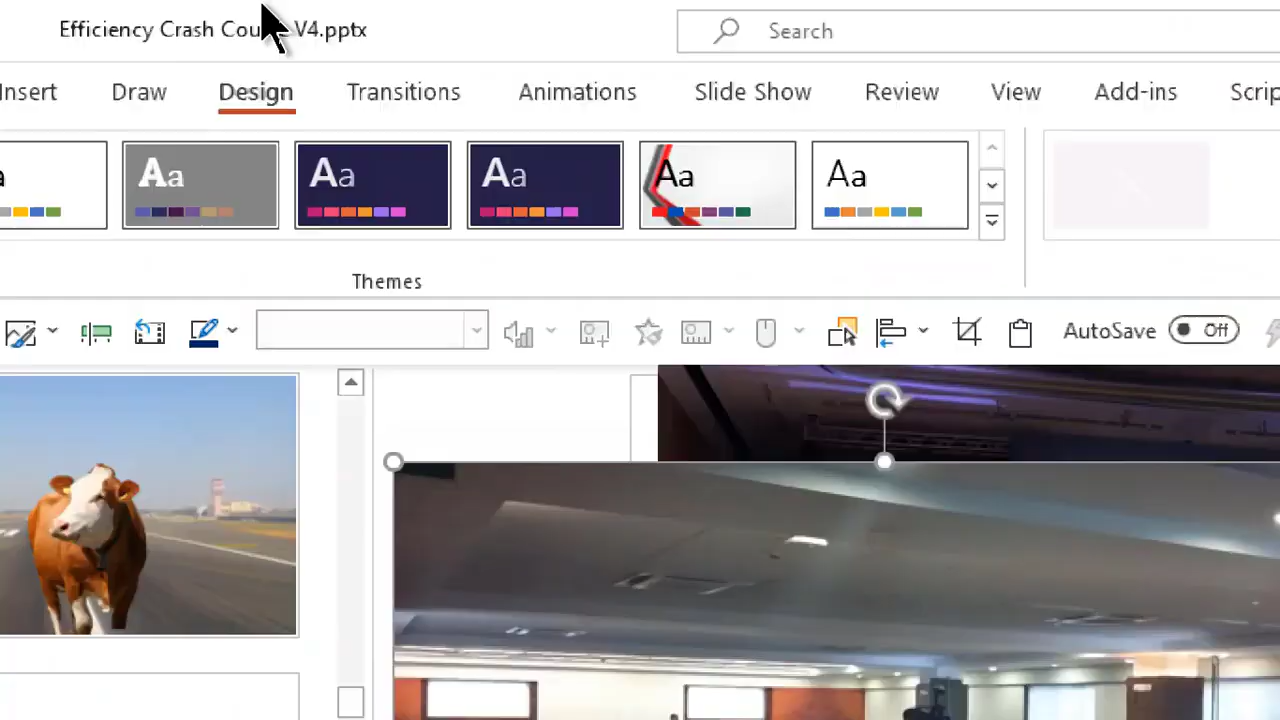 Efficiency Crash Cou V4.pptx
Search
Insert Draw Design Transitions Animations Slide Show Review View Add-ins Scrip
a Aa Aa Aa Aa Aa
Themes
AutoSave Off